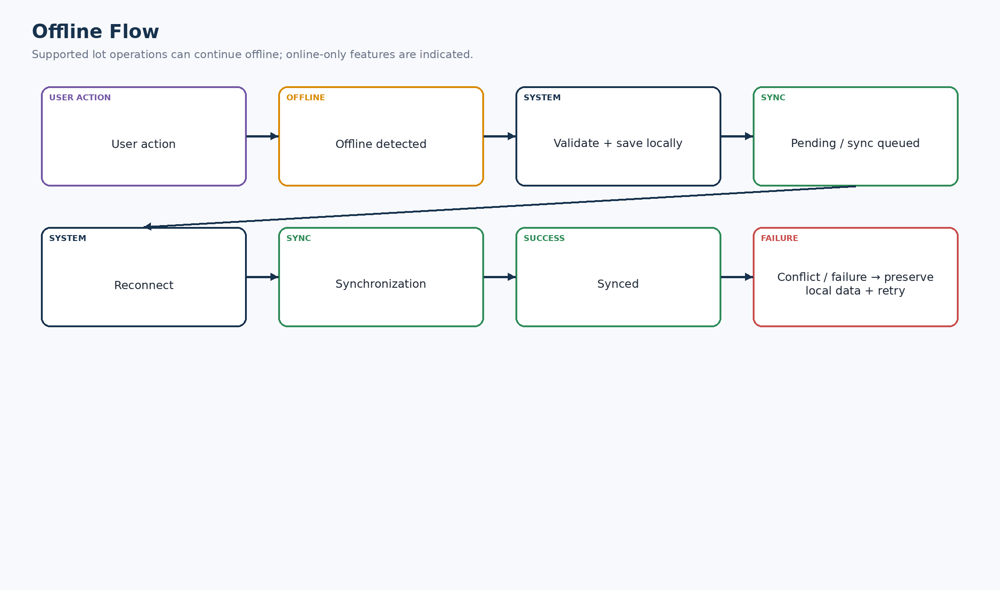 Offline Flow
Supported lot operations can continue offline; online-only features are indicated.
USER ACTION
User action
OFFLINE
Offline detected
SYSTEM
Validate + save locally
SYNC
Pending / sync queued
SYSTEM
Reconnect
SYNC
Synchronization
SUCCESS
Synced
FAILURE
Conflict / failure → preserve
local data + retry